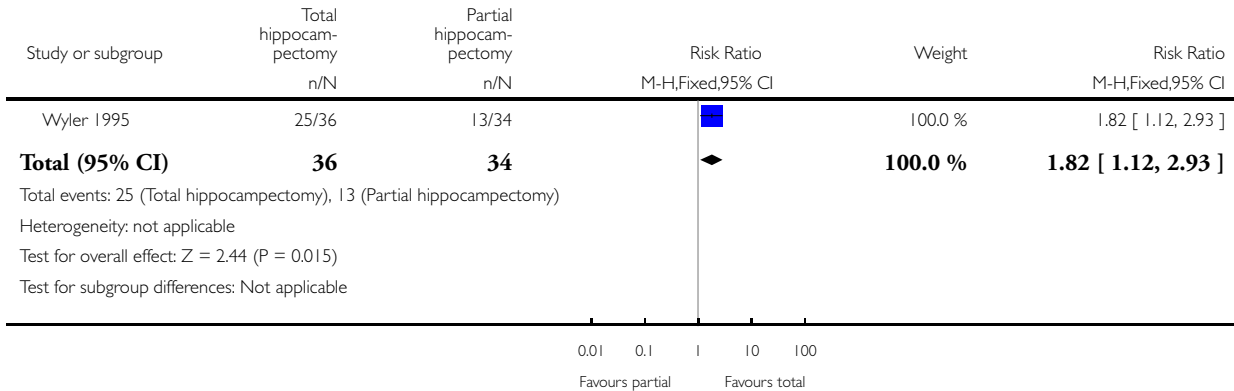 Study or subgroup Total hippocam- pectomy Partial hippocam- pectomy Risk Ratio Weight Risk Ratio
n/N n/N M-H,Fixed,95% CI M-H,Fixed,95% CI
Wyler 1995 25/36 13/34 100.0 % 1.82 [ 1.12, 2.93 ]
Total (95% CI) 36 34 100.0 % 1.82 [ 1.12, 2.93 ]
Total events: 25 (Total hippocampectomy), 13 (Partial hippocampectomy)
Heterogeneity: not applicable
Test for overall effect: Z = 2.44 (P = 0.015)
Test for subgroup differences: Not applicable
0.01 0.1 1 10 100
Favours partial Favours total